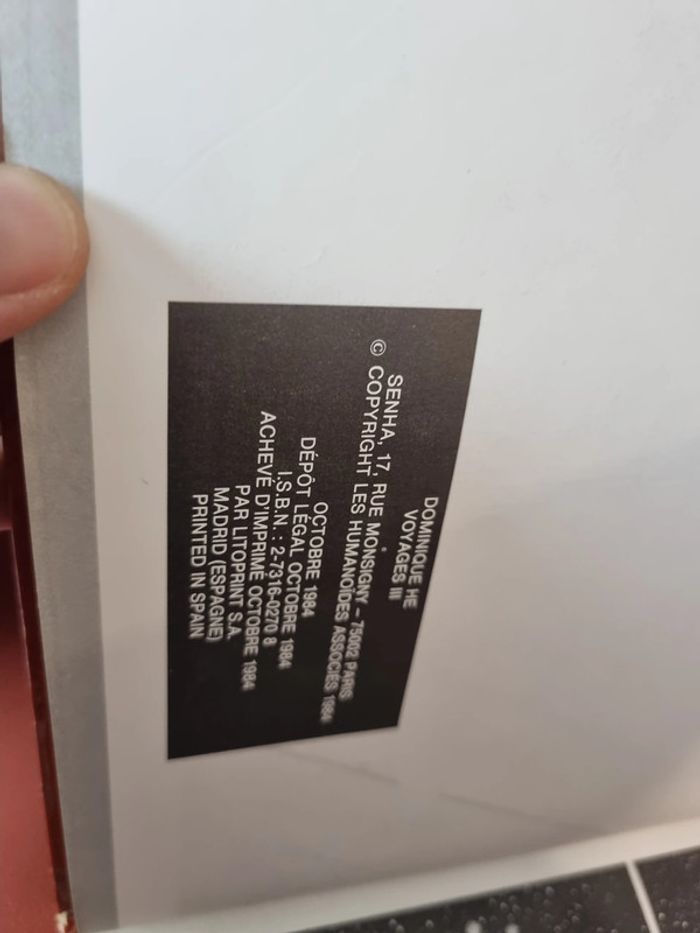 DOMINIQUE HE
VOYAGES III
SENHA, 17, RUE MONSIGNY – 75002 PARIS
© COPYRIGHT LES HUMANOÏDES ASSOCIÉS 1984
OCTOBRE 1984
DÉPÔT LÉGAL OCTOBRE 1984
I.S.B.N. : 2-7316-0270 8
ACHEVÉ D'IMPRIMÉ OCTOBRE 1984
PAR LITOPRINT S.A.
MADRID (ESPAGNE)
PRINTED IN SPAIN